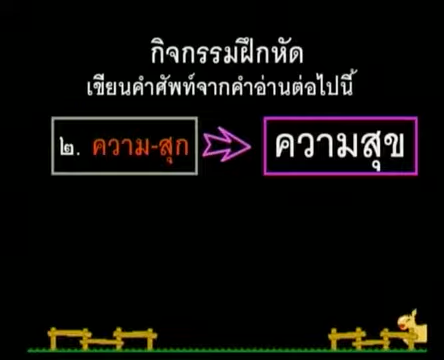 กิจกรรมฝึกหัด
เขียนคำศัพท์จากคำอ่านต่อไปนี้
๒. ความ-สุก ความสุข